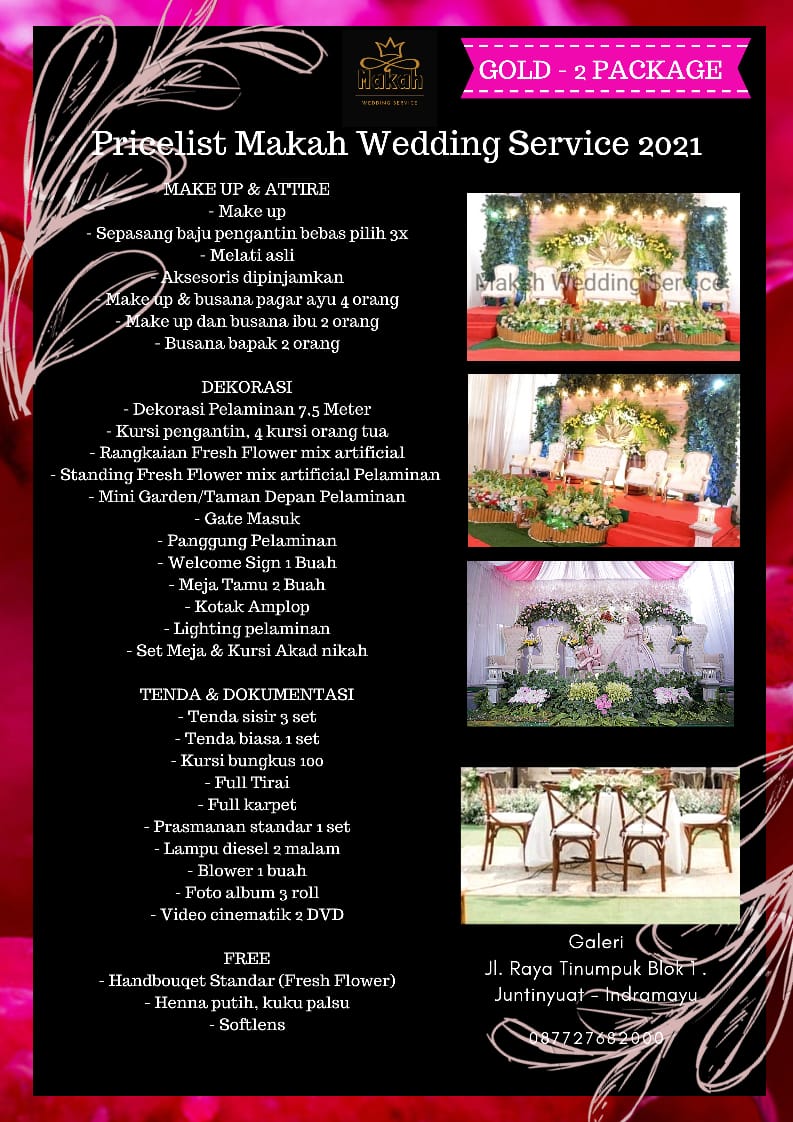 Makah
WEDDING SERVICE
GOLD - 2 PACKAGE
Pricelist Makah Wedding Service 2021
MAKE UP & ATTIRE
- Make up
- Sepasang baju pengantin bebas pilih 3x
- Melati asli
- Aksesoris dipinjamkan
- Make up & busana pagar ayu 4 orang
- Make up dan busana ibu 2 orang
- Busana bapak 2 orang
DEKORASI
- Dekorasi Pelaminan 7,5 Meter
- Kursi pengantin, 4 kursi orang tua
- Rangkaian Fresh Flower mix artificial
- Standing Fresh Flower mix artificial Pelaminan
- Mini Garden/Taman Depan Pelaminan
- Gate Masuk
- Panggung Pelaminan
- Welcome Sign 1 Buah
- Meja Tamu 2 Buah
- Kotak Amplop
- Lighting pelaminan
- Set Meja & Kursi Akad nikah
TENDA & DOKUMENTASI
- Tenda sisir 3 set
- Tenda biasa 1 set
- Kursi bungkus 100
- Full Tirai
- Full karpet
- Prasmanan standar 1 set
- Lampu diesel 2 malam
- Blower 1 buah
- Foto album 3 roll
- Video cinematik 2 DVD
FREE
- Handbouqet Standar (Fresh Flower)
- Henna putih, kuku palsu
- Softlens
Makah Wedding Service
Galeri
Jl. Raya Tinumpuk Blok 1 .
Juntinyuat - Indramayu
087727682000